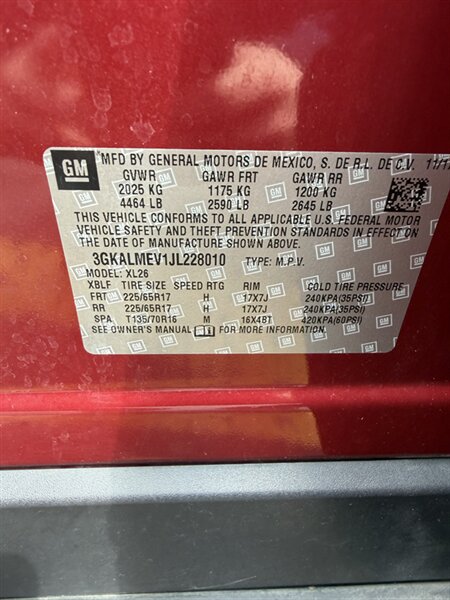 GM
MFD BY GENERAL MOTORS DE MEXICO, S. DE R.L. DE C.V. 11/17
GVWR GAWR FRT GAWR RR
2025 KG 1175 KG 1200 KG
4464 LB 2590 LB 2645 LB
THIS VEHICLE CONFORMS TO ALL APPLICABLE U.S. FEDERAL MOTOR
VEHICLE SAFETY AND THEFT PREVENTION STANDARDS IN EFFECT ON
THE DATE OF MANUFACTURE SHOWN ABOVE.
3GKALMEV1JL228010 TYPE: M.P.V.
MODEL: XL26
XBLF TIRE SIZE SPEED RTG RIM COLD TIRE PRESSURE
FRT 225/65R17 H 17X7J 240KPA(35PSI)
RR 225/65R17 H 17X7J 240KPA(35PSI)
SPA T135/70R16 M 16X4BT 420KPA(60PSI)
SEE OWNER'S MANUAL FOR MORE INFORMATION.